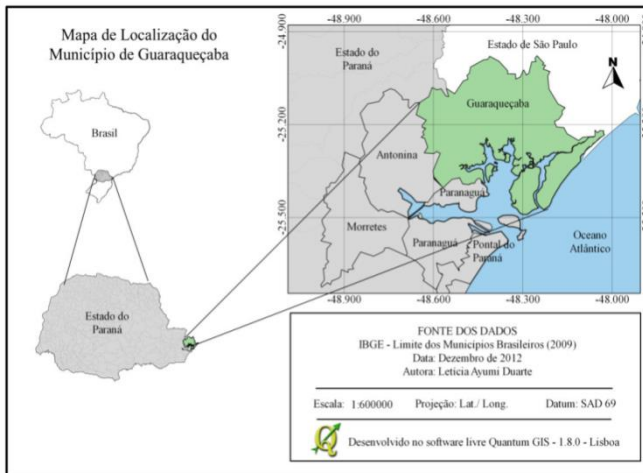 Mapa de Localização do
Município de Guaraqueçaba
Brasil
Estado do
Paraná
-48.900
-48.600
-48.300
-48.000
-24.900
-25.200
-25.500
Estado do
Paraná
Estado de São Paulo
N
Guaraqueçaba
Antonina
Paranaguá
Morretes
Paranaguá
Pontal do
Paraná
Oceano
Atlântico
-48.900
-48.600
-48.300
-48.000
FONTE DOS DADOS
IBGE - Limite dos Municípios Brasileiros (2009)
Data: Dezembro de 2012
Autora: Letícia Ayumi Duarte
Escala: 1:600000 Projeção: Lat./ Long. Datum: SAD 69
Desenvolvido no software livre Quantum GIS - 1.8.0 - Lisboa